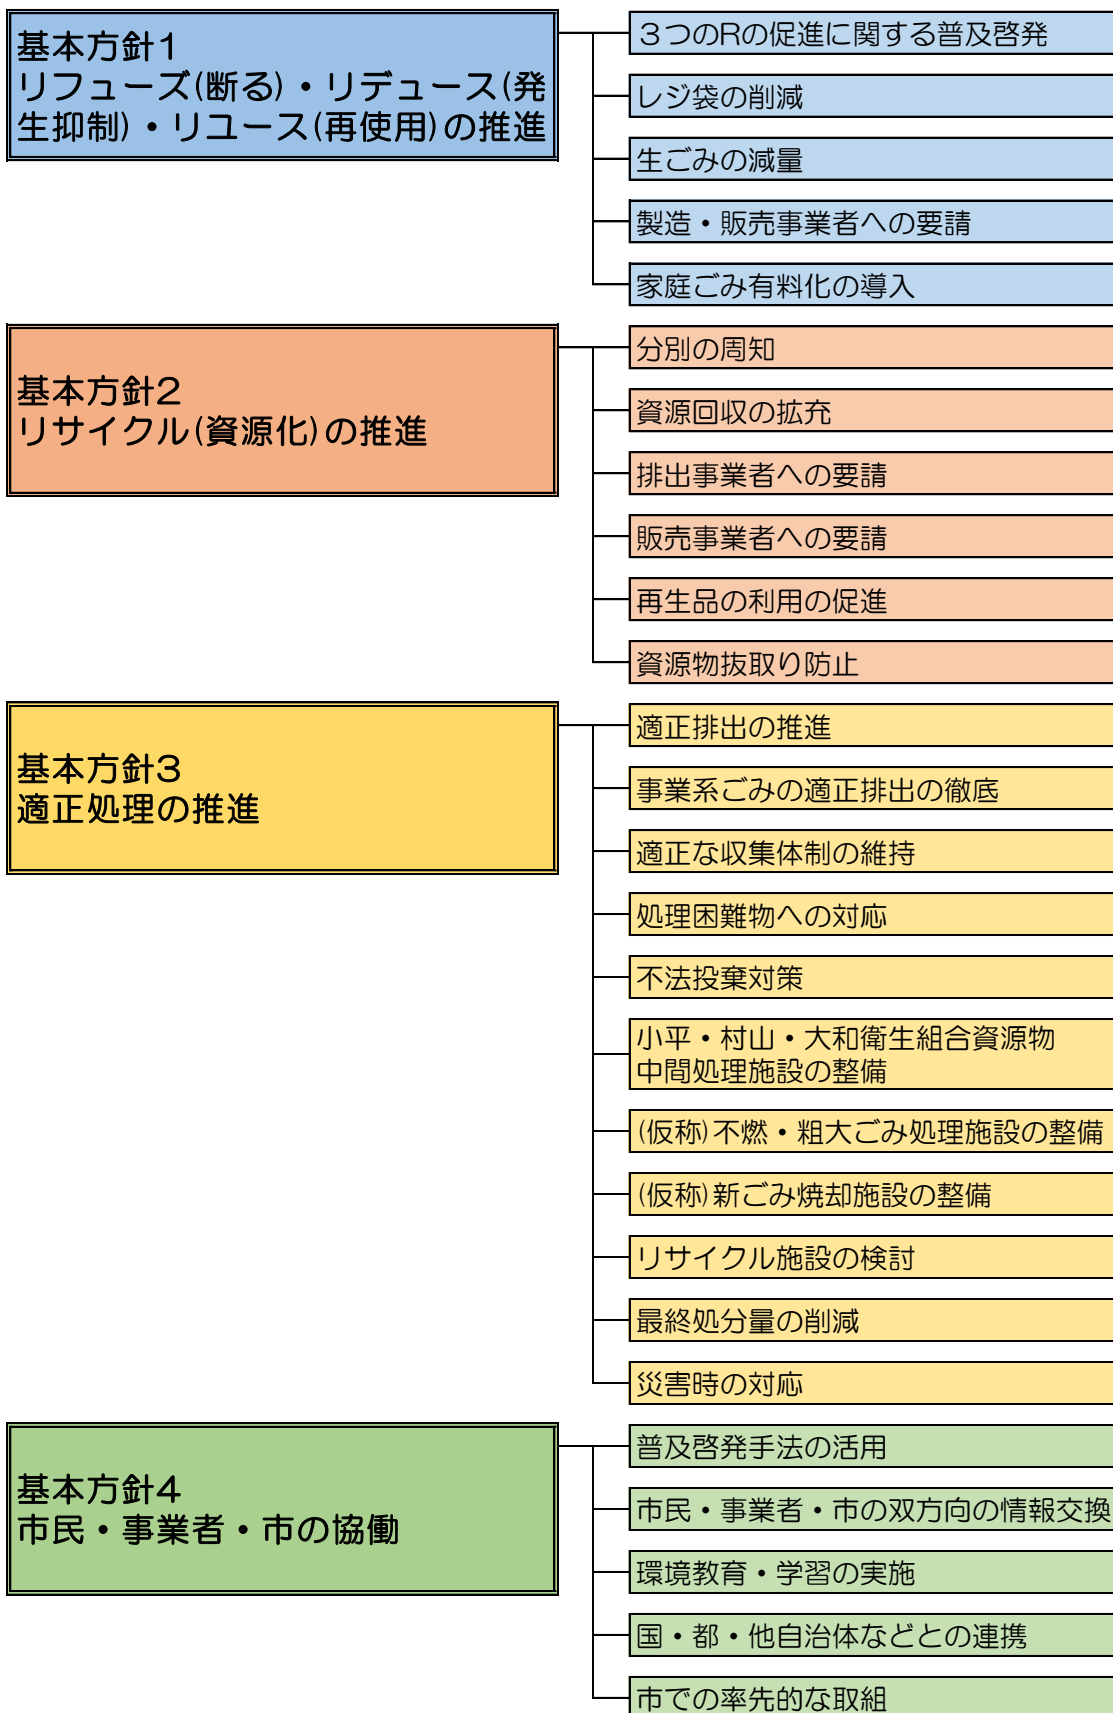 基本方針1
リフューズ(断る)・リデュース(発
生抑制)・リユース(再使用)の推進
３つのRの促進に関する普及啓発
レジ袋の削減
生ごみの減量
製造・販売事業者への要請
家庭ごみ有料化の導入
基本方針2
リサイクル(資源化)の推進
分別の周知
資源回収の拡充
排出事業者への要請
販売事業者への要請
再生品の利用の促進
資源物抜取り防止
基本方針3
適正処理の推進
適正排出の推進
事業系ごみの適正排出の徹底
適正な収集体制の維持
処理困難物への対応
不法投棄対策
小平・村山・大和衛生組合資源物
中間処理施設の整備
(仮称)不燃・粗大ごみ処理施設の整備
(仮称)新ごみ焼却施設の整備
リサイクル施設の検討
最終処分量の削減
災害時の対応
基本方針4
市民・事業者・市の協働
普及啓発手法の活用
市民・事業者・市の双方向の情報交換
環境教育・学習の実施
国・都・他自治体などとの連携
市での率先的な取組